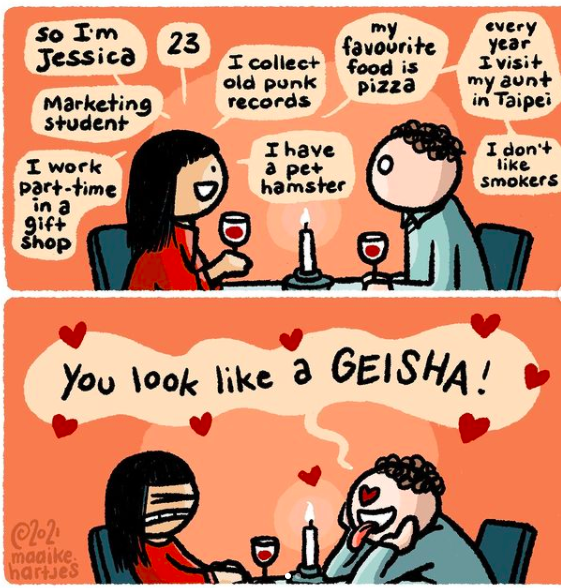 so I'm
Jessica
23
Marketing
student
I work
part-time
in a
gift
shop
I collect
old punk
records
I have
a pet
hamster
my
favourite
food is
pizza
every
year
I visit
my aunt
in Taipei
I don't
like
smokers
You look like a GEISHA!
©2021
maaike
hartjes